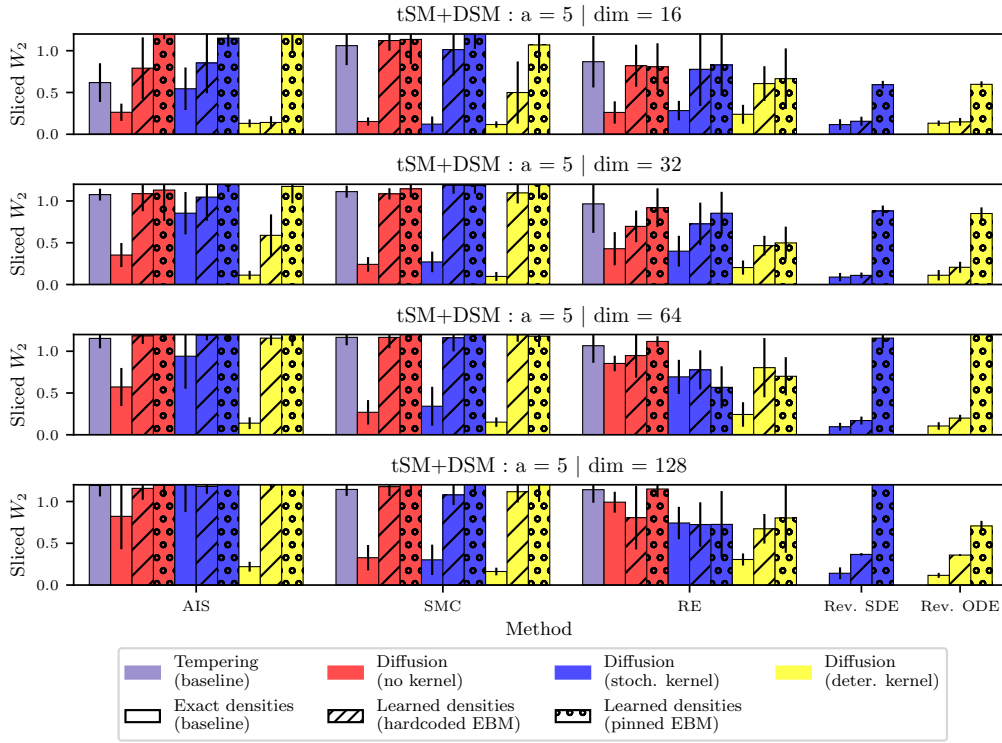 tSM+DSM : a = 5 | dim = 16
Sliced W₂
1.0
0.5
0.0
tSM+DSM : a = 5 | dim = 32
Sliced W₂
1.0
0.5
0.0
tSM+DSM : a = 5 | dim = 64
Sliced W₂
1.0
0.5
0.0
tSM+DSM : a = 5 | dim = 128
Sliced W₂
1.0
0.5
0.0
AIS SMC RE Rev. SDE Rev. ODE
Method
Tempering (baseline)
Diffusion (no kernel)
Diffusion (stoch. kernel)
Diffusion (deter. kernel)
Exact densities (baseline)
Learned densities (hardcoded EBM)
Learned densities (pinned EBM)